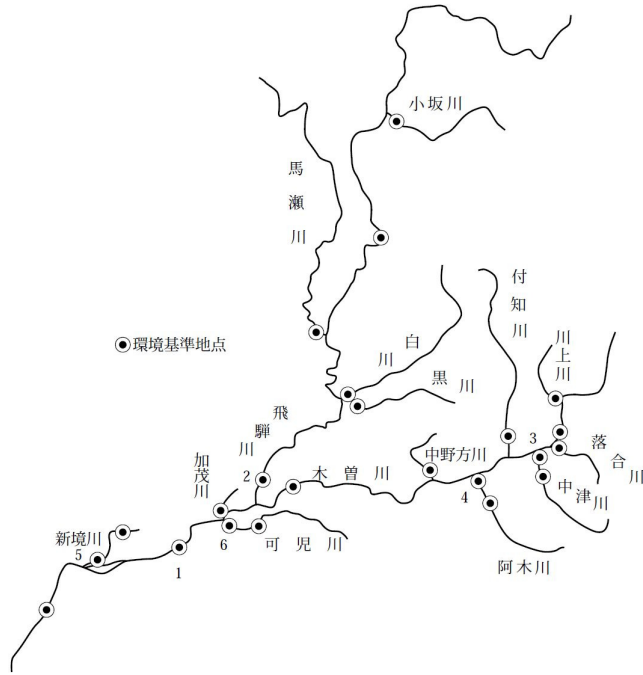 小坂川
馬瀬川
付知川
環境基準地点
白川
川上川
黒川
飛騨川
落合川
加茂川
中野方川
3
2
木曽川
中津川
4
新境川
5
6
可児川
1
阿木川